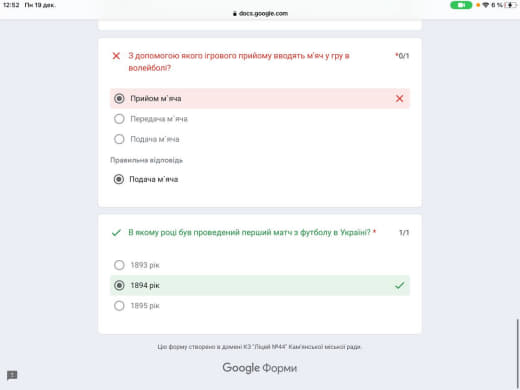 12:52 Пн 19 дек.
6 %
docs.google.com
З допомогою якого ігрового прийому вводять м'яч у гру в
волейболі?
*0/1
Прийом м'яча
Передача м'яча
Подача м'яча
Правильна відповідь
Подача м'яча
В якому році був проведений перший матч з футболу в Україні? *
1/1
1893 рік
1894 рік
1895 рік
Цю форму створено в домені КЗ "Ліцей №44" Кам'янської міської ради.
Google Форми